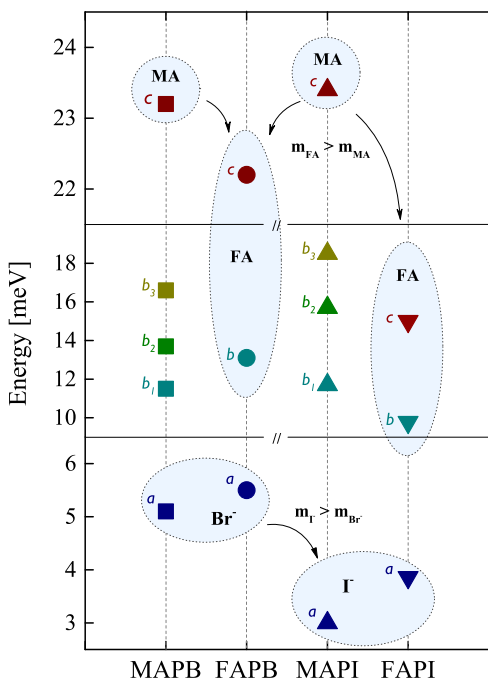 24
MA
MA
c
c
23
m_FA > m_MA
22
c
//
//
18
b_3
FA
FA
16
b_3
b_2
c
14
b_2
b
12
b_1
b_1
10
b
Energy [meV]
//
//
6
a
a
m_I- > m_Br-
5
Br^-
4
a
I^-
3
a
MAPB FAPB MAPI FAPI